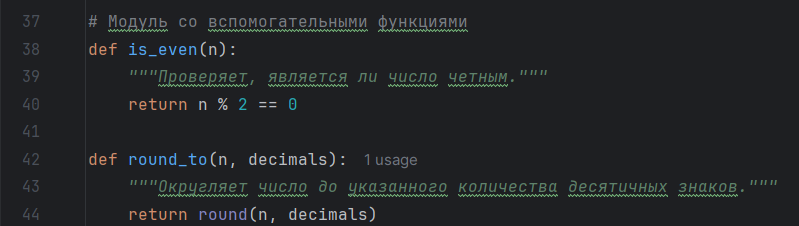 37 # Модуль со вспомогательными функциями
38 def is_even(n):
39 """Проверяет, является ли число четным."""
40 return n % 2 == 0
41
42 def round_to(n, decimals): 1 usage
43 """Округляет число до указанного количества десятичных знаков."""
44 return round(n, decimals)